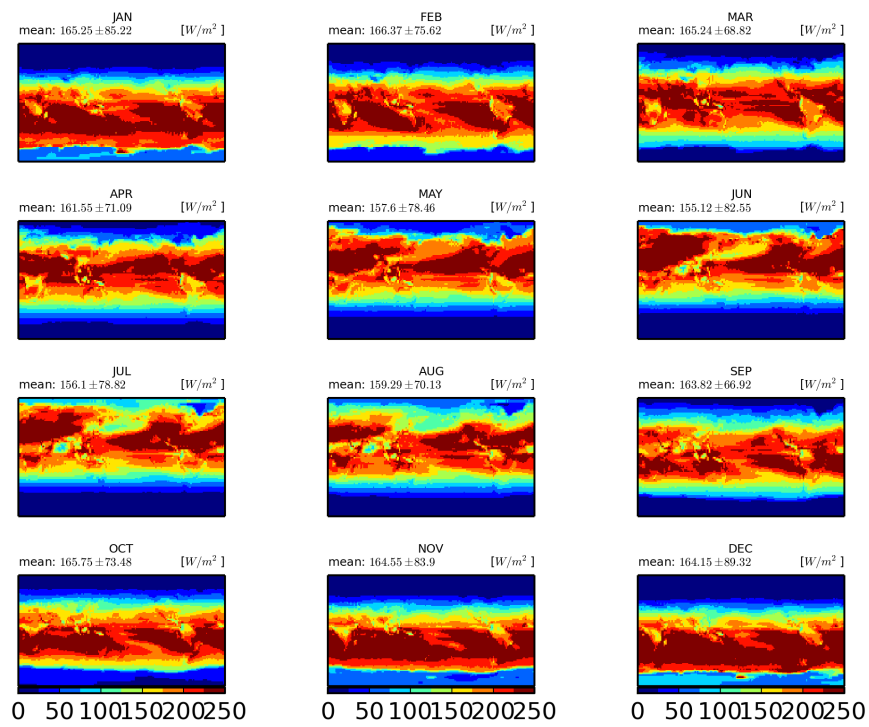 JAN FEB MAR
mean: 165.25 ±85.22 [W/m² ] mean: 166.37 ±75.62 [W/m² ] mean: 165.24 ±68.82 [W/m² ]
APR MAY JUN
mean: 161.55 ±71.09 [W/m² ] mean: 157.6 ±78.46 [W/m² ] mean: 155.12 ±82.55 [W/m² ]
JUL AUG SEP
mean: 156.1 ±78.82 [W/m² ] mean: 159.29 ±70.13 [W/m² ] mean: 163.82 ±66.92 [W/m² ]
OCT NOV DEC
mean: 165.75 ±73.48 [W/m² ] mean: 164.55 ±83.9 [W/m² ] mean: 164.15 ±89.32 [W/m² ]
0 50 100 150 200 250 0 50 100 150 200 250 0 50 100 150 200 250